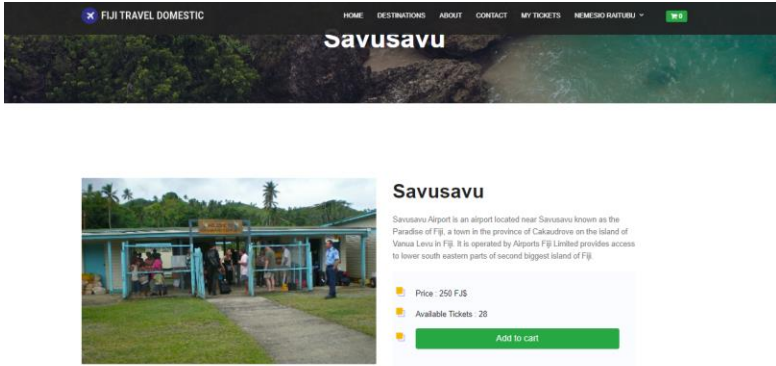 FIJI TRAVEL DOMESTIC
HOME DESTINATIONS ABOUT CONTACT MY TICKETS NEMESIO RAITUBU
0
Savusavu
Savusavu
Savusavu Airport is an airport located near Savusavu known as the
Paradise of Fiji, a town in the province of Cakaudrove on the island of
Vanua Levu in Fiji. It is operated by Airports Fiji Limited provides access
to lower south eastern parts of second biggest island of Fiji.
Price : 250 FJ$
Available Tickets : 28
Add to cart